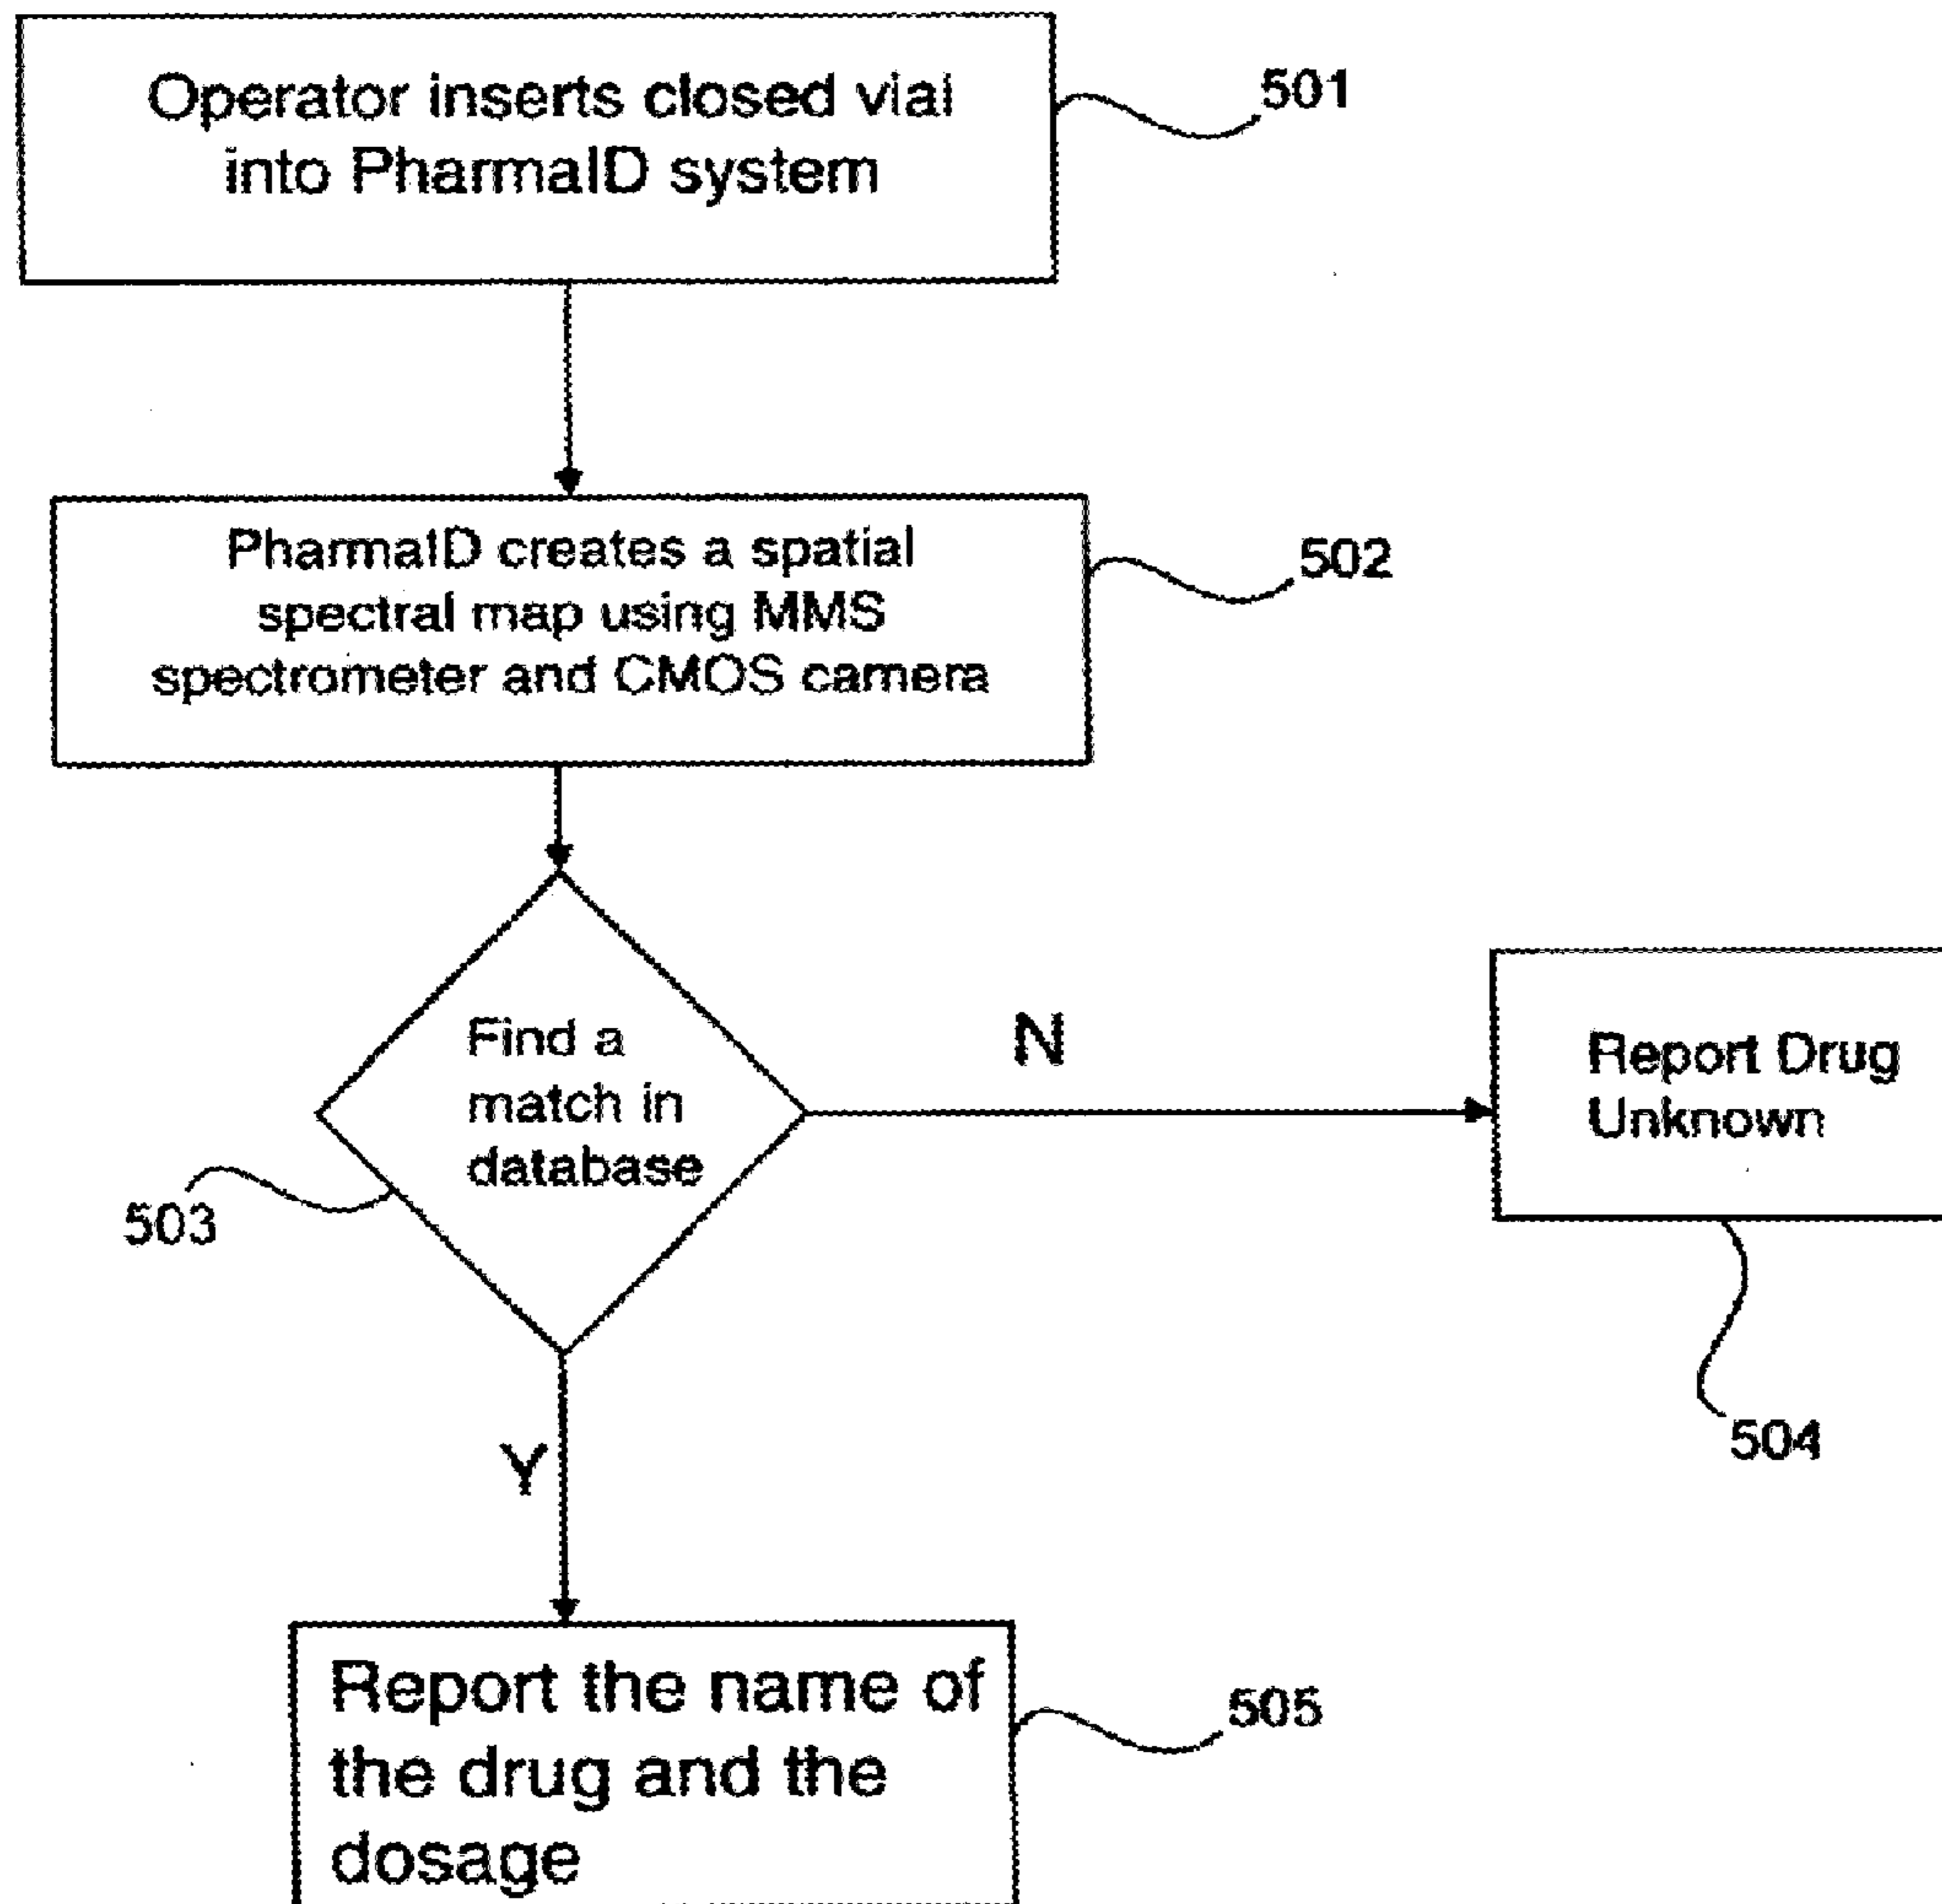 Operator inserts closed vial
into PharmaID system
501
PharmaID creates a spatial
spectral map using MMS
spectrometer and CMOS camera
502
Find a
match in
database
503
N
Report Drug
Unknown
504
Y
Report the name of
the drug and the
dosage
505